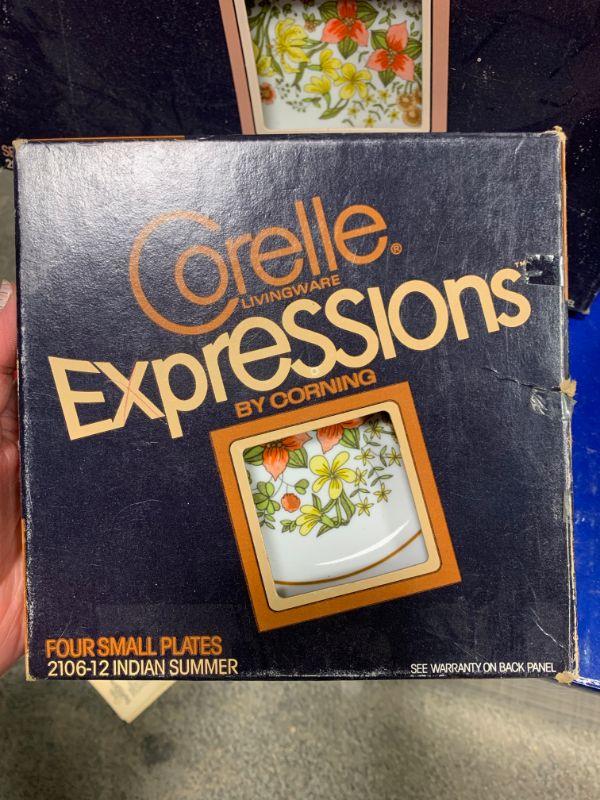 Corelle®
LIVINGWARE
Expressions™
BY CORNING
FOUR SMALL PLATES
2106-12 INDIAN SUMMER
SEE WARRANTY ON BACK PANEL